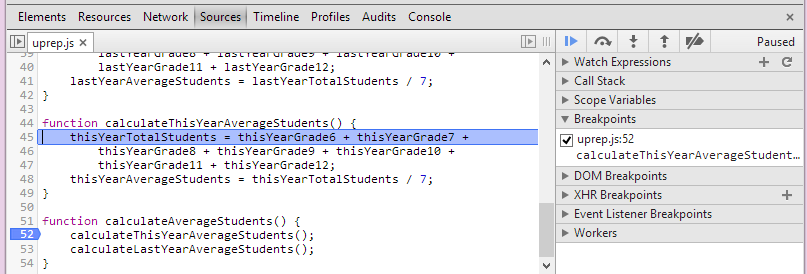 Elements Resources Network Sources Timeline Profiles Audits Console ×
uprep.js × Paused
39 lastYearGrade8 + lastYearGrade9 + lastYearGrade10 +
40 lastYearGrade11 + lastYearGrade12;
41 lastYearAverageStudents = lastYearTotalStudents / 7;
42 }
43
44 function calculateThisYearAverageStudents() {
45 thisYearTotalStudents = thisYearGrade6 + thisYearGrade7 +
46 thisYearGrade8 + thisYearGrade9 + thisYearGrade10 +
47 thisYearGrade11 + thisYearGrade12;
48 thisYearAverageStudents = thisYearTotalStudents / 7;
49 }
50
51 function calculateAverageStudents() {
52 calculateThisYearAverageStudents();
53 calculateLastYearAverageStudents();
54 }
Watch Expressions
Call Stack
Scope Variables
Breakpoints
uprep.js:52
calculateThisYearAverageStudent...
DOM Breakpoints
XHR Breakpoints
Event Listener Breakpoints
Workers